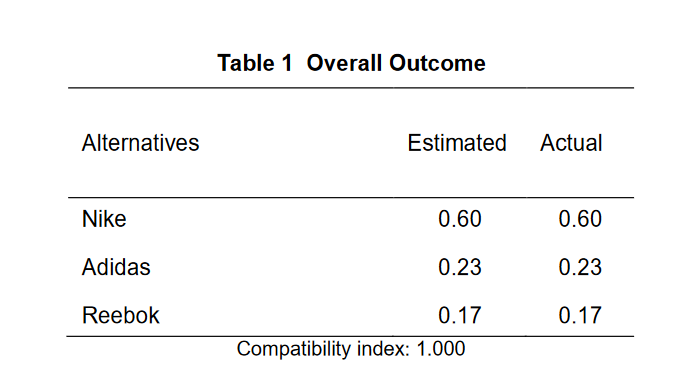 Table 1 Overall Outcome
Alternatives Estimated Actual
Nike 0.60 0.60
Adidas 0.23 0.23
Reebok 0.17 0.17
Compatibility index: 1.000